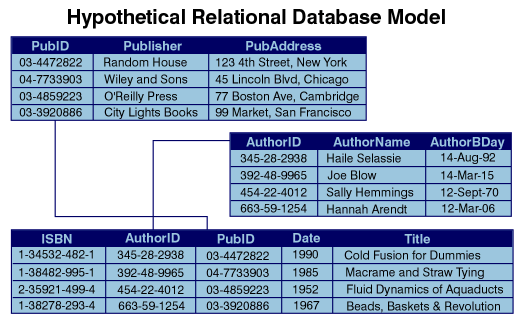 Hypothetical Relational Database Model
PubID Publisher PubAddress
03-4472822 Random House 123 4th Street, New York
04-7733903 Wiley and Sons 45 Lincoln Blvd, Chicago
03-4859223 O'Reilly Press 77 Boston Ave, Cambridge
03-3920886 City Lights Books 99 Market, San Francisco
AuthorID AuthorName AuthorBDay
345-28-2938 Haile Selassie 14-Aug-92
392-48-9965 Joe Blow 14-Mar-15
454-22-4012 Sally Hemmings 12-Sept-70
663-59-1254 Hannah Arendt 12-Mar-06
ISBN AuthorID PubID Date Title
1-34532-482-1 345-28-2938 03-4472822 1990 Cold Fusion for Dummies
1-38482-995-1 392-48-9965 04-7733903 1985 Macrame and Straw Tying
2-35921-499-4 454-22-4012 03-4859223 1952 Fluid Dynamics of Aquaducts
1-38278-293-4 663-59-1254 03-3920886 1967 Beads, Baskets & Revolution